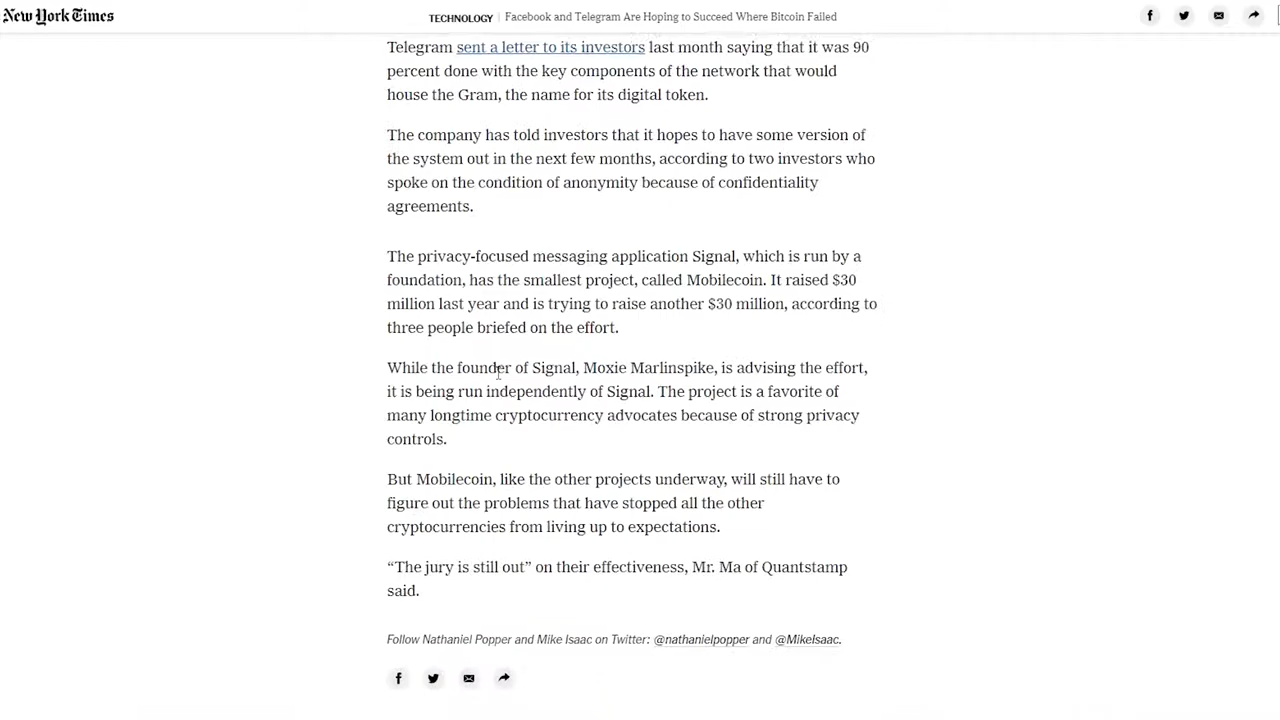 New York Times
TECHNOLOGY | Facebook and Telegram Are Hoping to Succeed Where Bitcoin Failed
Telegram sent a letter to its investors last month saying that it was 90
percent done with the key components of the network that would
house the Gram, the name for its digital token.
The company has told investors that it hopes to have some version of
the system out in the next few months, according to two investors who
spoke on the condition of anonymity because of confidentiality
agreements.
The privacy-focused messaging application Signal, which is run by a
foundation, has the smallest project, called Mobilecoin. It raised $30
million last year and is trying to raise another $30 million, according to
three people briefed on the effort.
While the founder of Signal, Moxie Marlinspike, is advising the effort,
it is being run independently of Signal. The project is a favorite of
many longtime cryptocurrency advocates because of strong privacy
controls.
But Mobilecoin, like the other projects underway, will still have to
figure out the problems that have stopped all the other
cryptocurrencies from living up to expectations.
“The jury is still out” on their effectiveness, Mr. Ma of Quantstamp
said.
Follow Nathaniel Popper and Mike Isaac on Twitter: @nathanielpopper and @MikeIsaac.